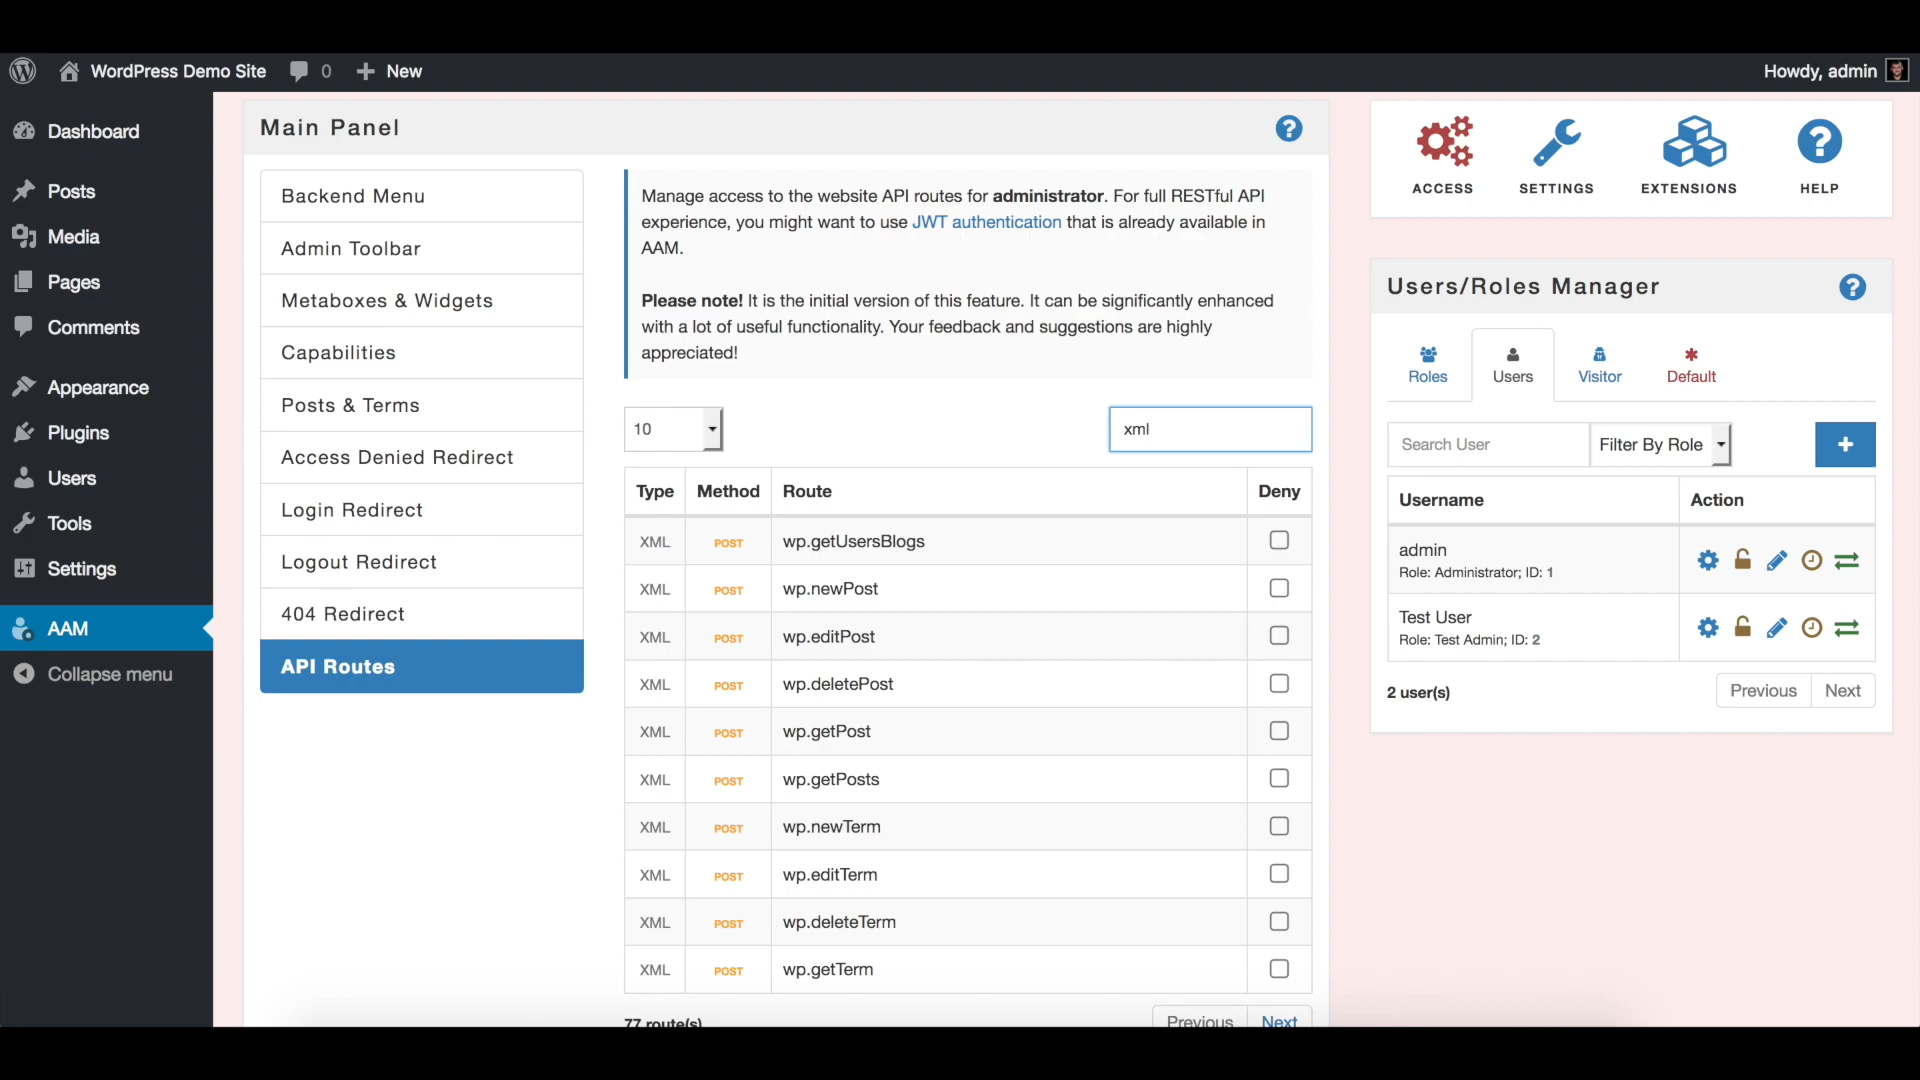 WordPress Demo Site 0 New
Howdy, admin
Dashboard
Posts
Media
Pages
Comments
Appearance
Plugins
Users
Tools
Settings
AAM
Collapse menu
Main Panel
Backend Menu
Admin Toolbar
Metaboxes & Widgets
Capabilities
Posts & Terms
Access Denied Redirect
Login Redirect
Logout Redirect
404 Redirect
API Routes
Manage access to the website API routes for administrator. For full RESTful API
experience, you might want to use JWT authentication that is already available in
AAM.
Please note! It is the initial version of this feature. It can be significantly enhanced
with a lot of useful functionality. Your feedback and suggestions are highly
appreciated!
10
xml
Type Method Route Deny
XML POST wp.getUsersBlogs
XML POST wp.newPost
XML POST wp.editPost
XML POST wp.deletePost
XML POST wp.getPost
XML POST wp.getPosts
XML POST wp.newTerm
XML POST wp.editTerm
XML POST wp.deleteTerm
XML POST wp.getTerm
77 route(s)
Previous Next
ACCESS SETTINGS EXTENSIONS HELP
Users/Roles Manager
Roles Users Visitor Default
Search User Filter By Role
Username Action
admin
Role: Administrator; ID: 1
Test User
Role: Test Admin; ID: 2
2 user(s) Previous Next